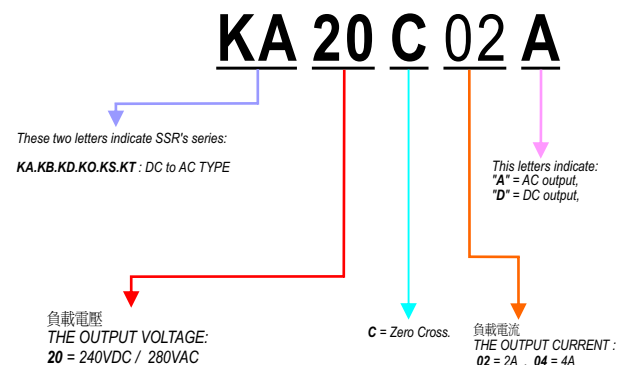 KA 20 C 02 A
These two letters indicate SSR's series:
KA.KB.KD.KO.KS.KT : DC to AC TYPE
This letters indicate:
"A" = AC output,
"D" = DC output,
負載電壓
THE OUTPUT VOLTAGE:
20 = 240VDC / 280VAC
C = Zero Cross.
負載電流
THE OUTPUT CURRENT :
02 = 2A , 04 = 4A